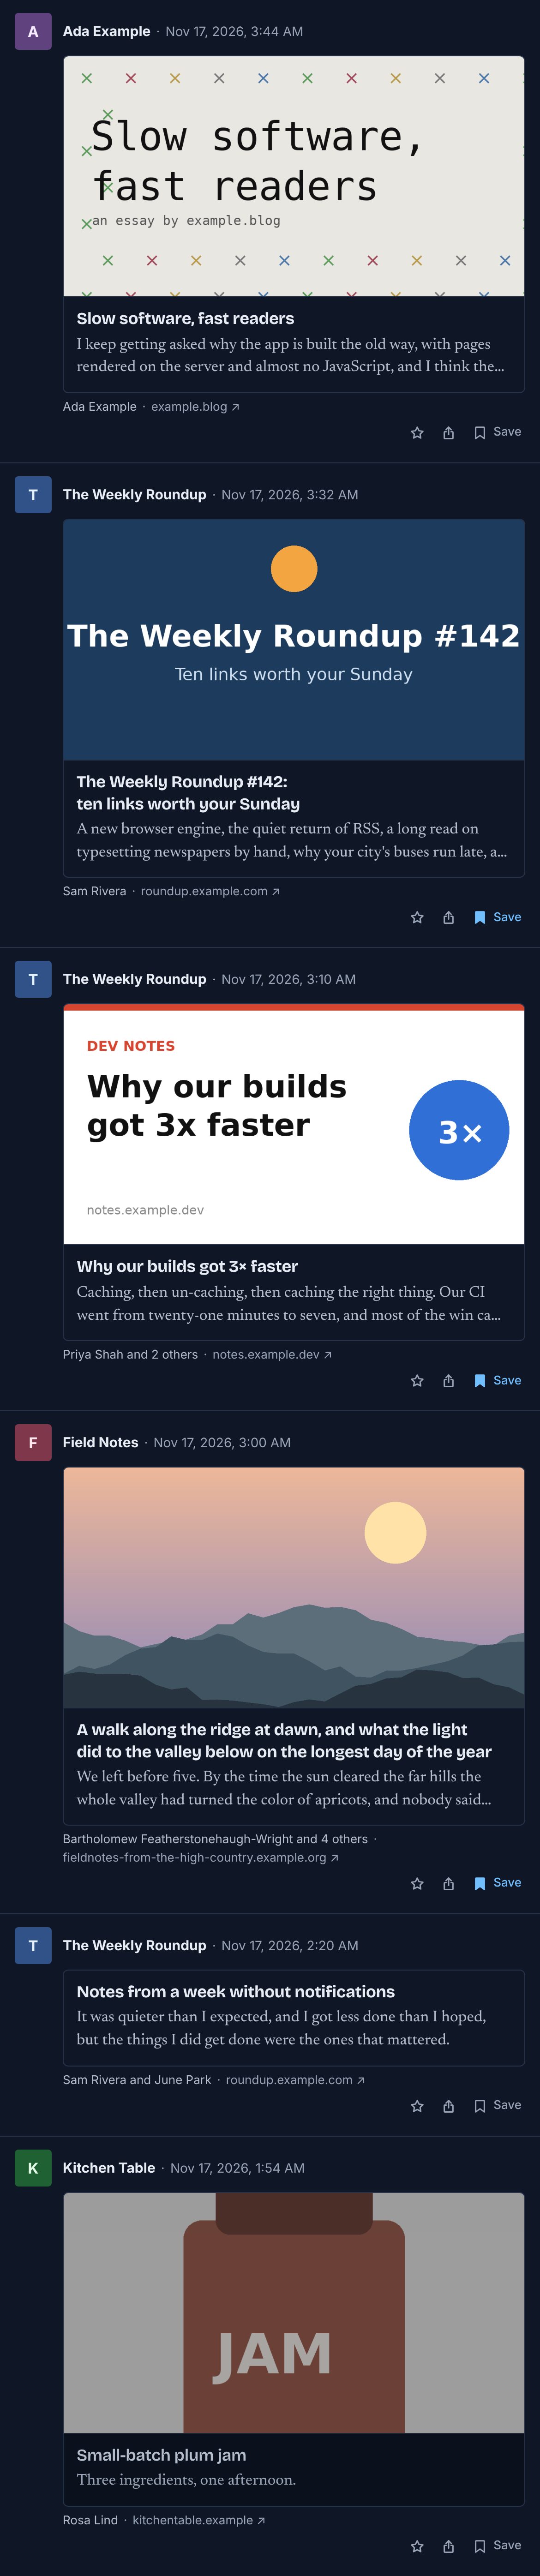 A
Ada Example · Nov 17, 2026, 3:44 AM
Slow software,
fast readers
an essay by example.blog
Slow software, fast readers
I keep getting asked why the app is built the old way, with pages
rendered on the server and almost no JavaScript, and I think the…
Ada Example · example.blog ↗
Save
T
The Weekly Roundup · Nov 17, 2026, 3:32 AM
The Weekly Roundup #142
Ten links worth your Sunday
The Weekly Roundup #142:
ten links worth your Sunday
A new browser engine, the quiet return of RSS, a long read on
typesetting newspapers by hand, why your city's buses run late, a…
Sam Rivera · roundup.example.com ↗
Save
T
The Weekly Roundup · Nov 17, 2026, 3:10 AM
DEV NOTES
Why our builds
got 3x faster
3×
notes.example.dev
Why our builds got 3× faster
Caching, then un-caching, then caching the right thing. Our CI
went from twenty-one minutes to seven, and most of the win ca…
Priya Shah and 2 others · notes.example.dev ↗
Save
F
Field Notes · Nov 17, 2026, 3:00 AM
A walk along the ridge at dawn, and what the light
did to the valley below on the longest day of the year
We left before five. By the time the sun cleared the far hills the
whole valley had turned the color of apricots, and nobody said…
Bartholomew Featherstonehaugh-Wright and 4 others ·
fieldnotes-from-the-high-country.example.org ↗
Save
T
The Weekly Roundup · Nov 17, 2026, 2:20 AM
Notes from a week without notifications
It was quieter than I expected, and I got less done than I hoped,
but the things I did get done were the ones that mattered.
Sam Rivera and June Park · roundup.example.com ↗
Save
K
Kitchen Table · Nov 17, 2026, 1:54 AM
JAM
Small-batch plum jam
Three ingredients, one afternoon.
Rosa Lind · kitchentable.example ↗
Save